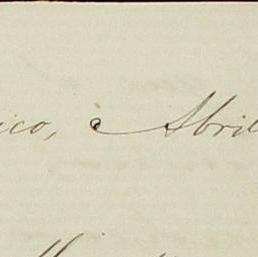 ico, à Abril